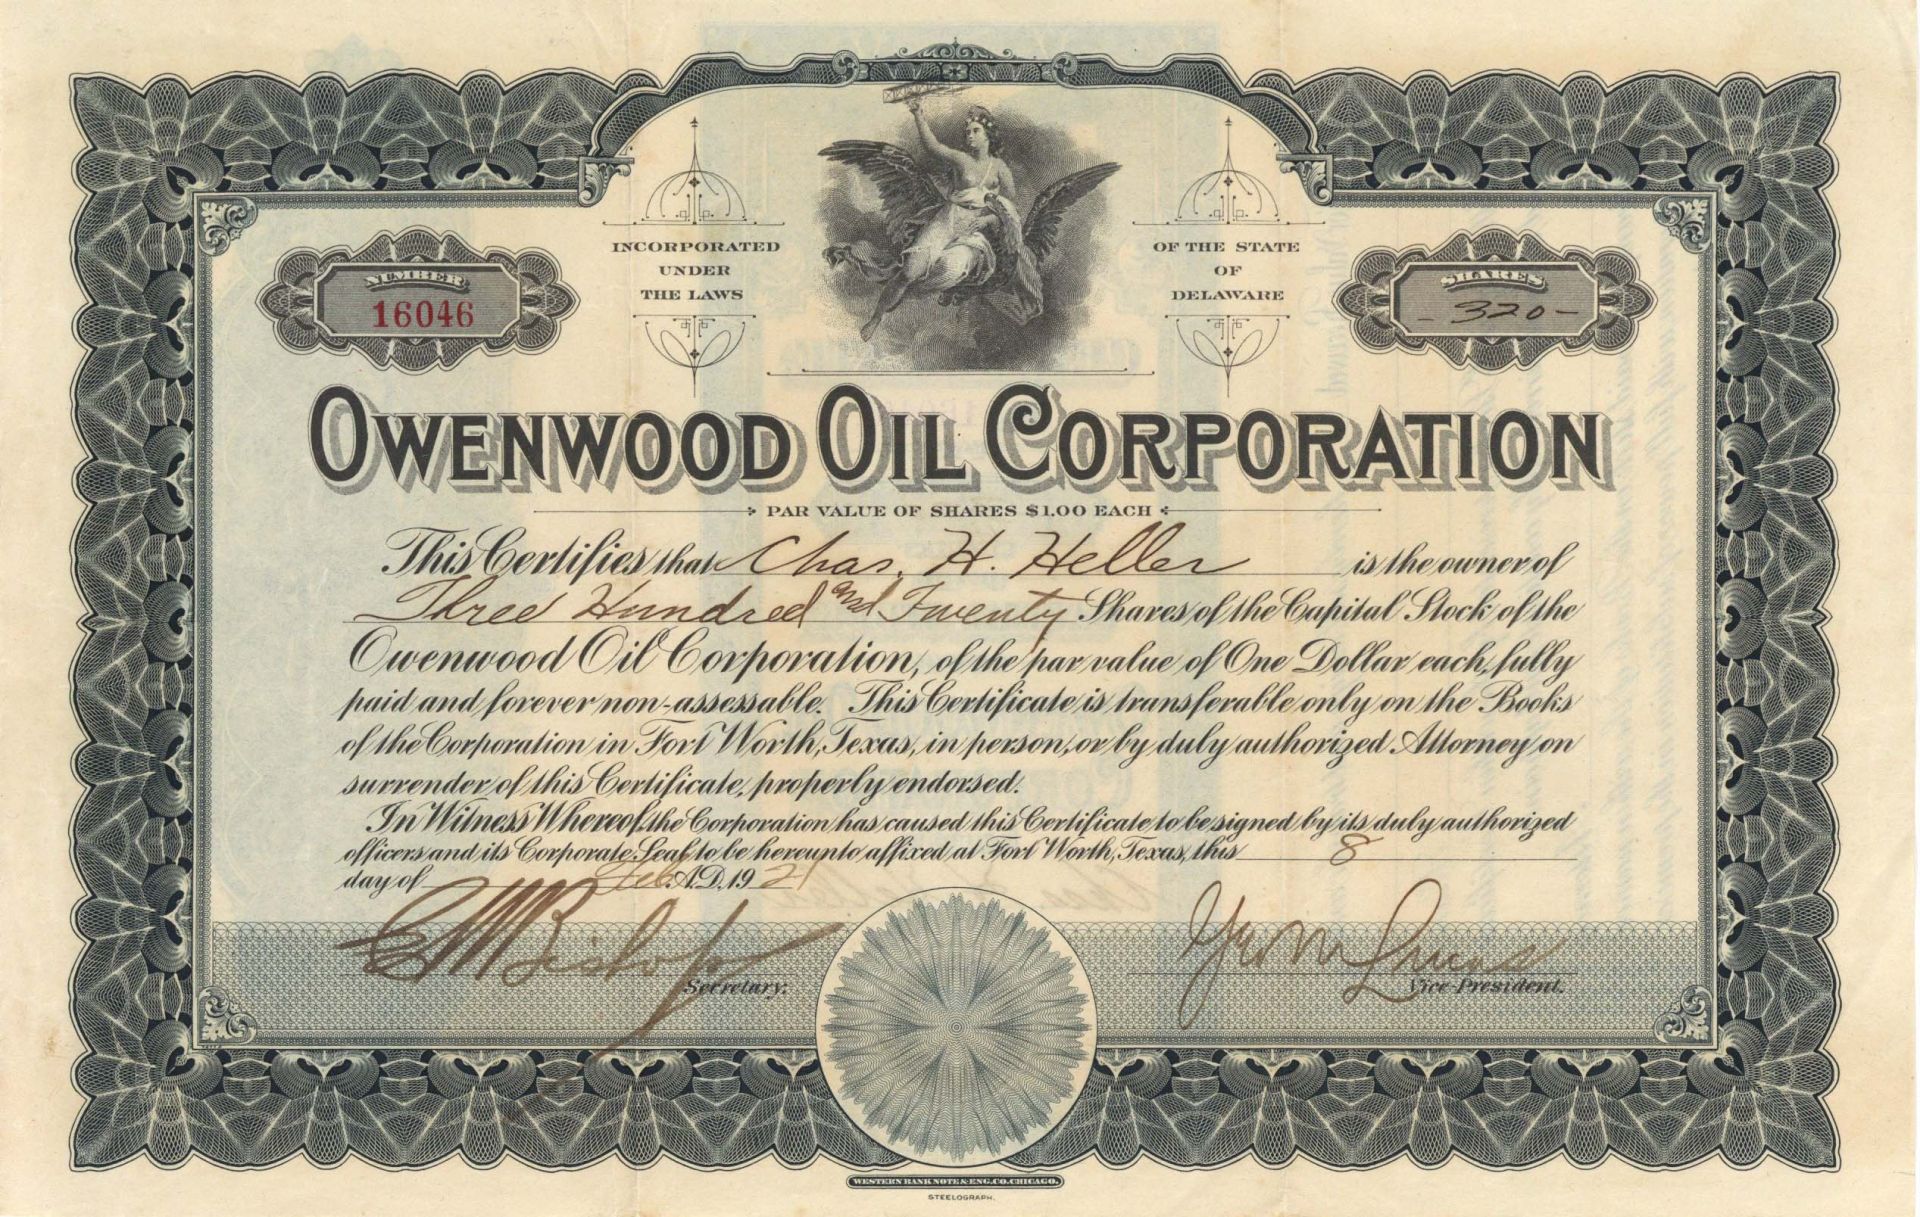 INCORPORATED
UNDER
THE LAWS
OF THE STATE
OF
DELAWARE
NUMBER
16046
SHARES
- 320 -
OWENWOOD OIL CORPORATION
PAR VALUE OF SHARES $1.00 EACH
This Certifies that Chas. H. Heller is the owner of
Three Hundred and Twenty Shares of the Capital Stock of the
Owenwood Oil Corporation, of the par value of One Dollar each, fully
paid and forever non-assessable. This Certificate is transferable only on the Books
of the Corporation in Fort Worth, Texas, in person, or by duly authorized Attorney on
surrender of this Certificate, properly endorsed.
In Witness Whereof, the Corporation has caused this Certificate to be signed by its duly authorized
officers and its Corporate Seal to be hereunto affixed at Fort Worth, Texas, this 8
day of Feb. A.D. 1921
Bishop
Secretary.
Geo M Lucas
Vice-President.
WESTERN BANK NOTE & ENG. CO. CHICAGO.
STEELOGRAPH.